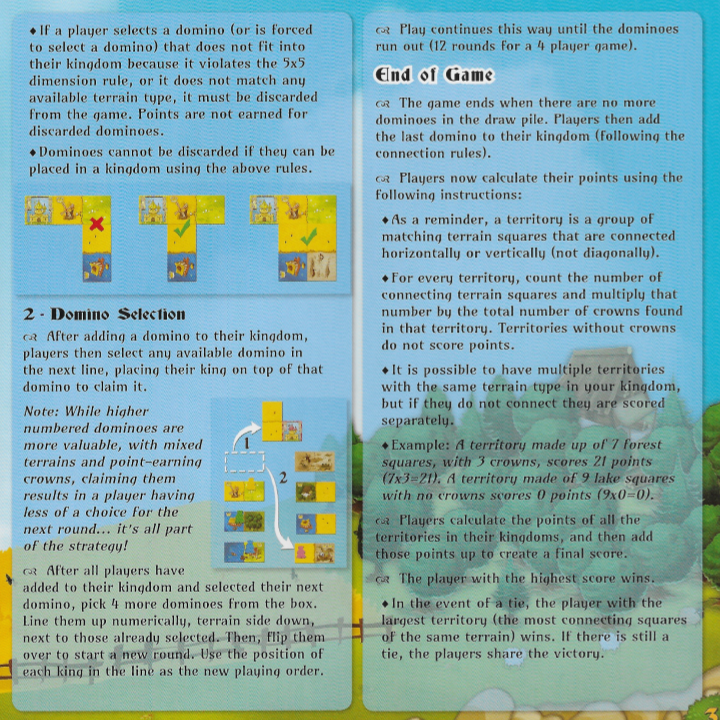 ◆If a player selects a domino (or is forced
to select a domino) that does not fit into
their kingdom because it violates the 5x5
dimension rule, or it does not match any
available terrain type, it must be discarded
from the game. Points are not earned for
discarded dominoes.
◆Dominoes cannot be discarded if they can be
placed in a kingdom using the above rules.
2 - Domino Selection
After adding a domino to their kingdom,
players then select any available domino in
the next line, placing their king on top of that
domino to claim it.
Note: While higher
numbered dominoes are
more valuable, with mixed
terrains and point-earning
crowns, claiming them
results in a player having
less of a choice for the
next round... it's all part
of the strategy!
1
2
After all players have
added to their kingdom and selected their next
domino, pick 4 more dominoes from the box.
Line them up numerically, terrain side down,
next to those already selected. Then, flip them
over to start a new round. Use the position of
each king in the line as the new playing order.
Play continues this way until the dominoes
run out (12 rounds for a 4 player game).
End of Game
The game ends when there are no more
dominoes in the draw pile. Players then add
the last domino to their kingdom (following the
connection rules).
Players now calculate their points using the
following instructions:
◆As a reminder, a territory is a group of
matching terrain squares that are connected
horizontally or vertically (not diagonally).
◆For every territory, count the number of
connecting terrain squares and multiply that
number by the total number of crowns found
in that territory. Territories without crowns
do not score points.
◆It is possible to have multiple territories
with the same terrain type in your kingdom,
but if they do not connect they are scored
separately.
◆Example: A territory made up of 7 forest
squares, with 3 crowns, scores 21 points
(7x3=21). A territory made of 9 lake squares
with no crowns scores 0 points (9x0=0).
Players calculate the points of all the
territories in their kingdoms, and then add
those points up to create a final score.
The player with the highest score wins.
◆In the event of a tie, the player with the
largest territory (the most connecting squares
of the same terrain) wins. If there is still a
tie, the players share the victory.